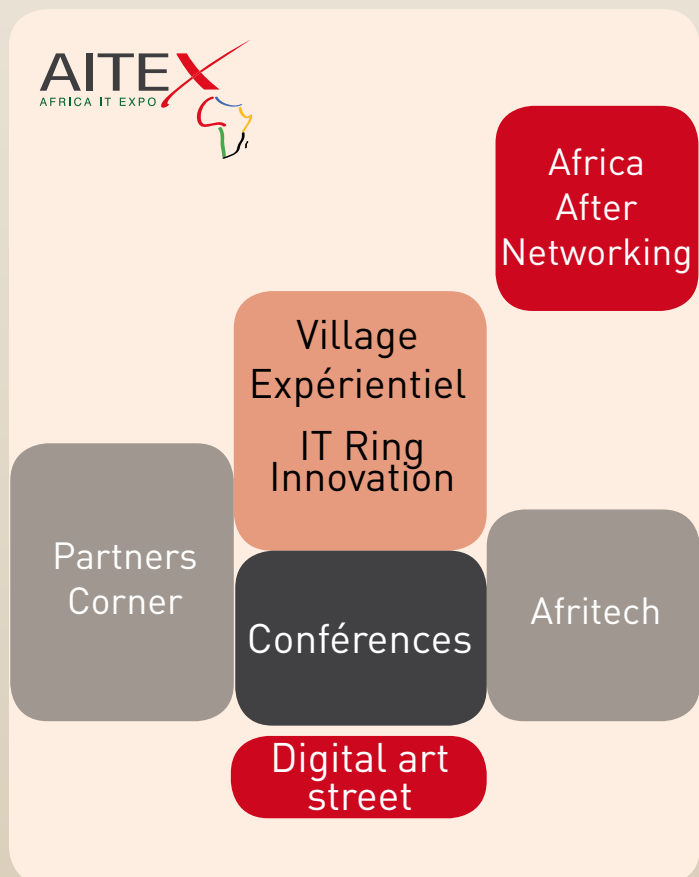 AITEX
AFRICA IT EXPO
Africa
After
Networking
Village
Expérientiel
IT Ring
Innovation
Partners
Corner
Conférences
Afritech
Digital art
street